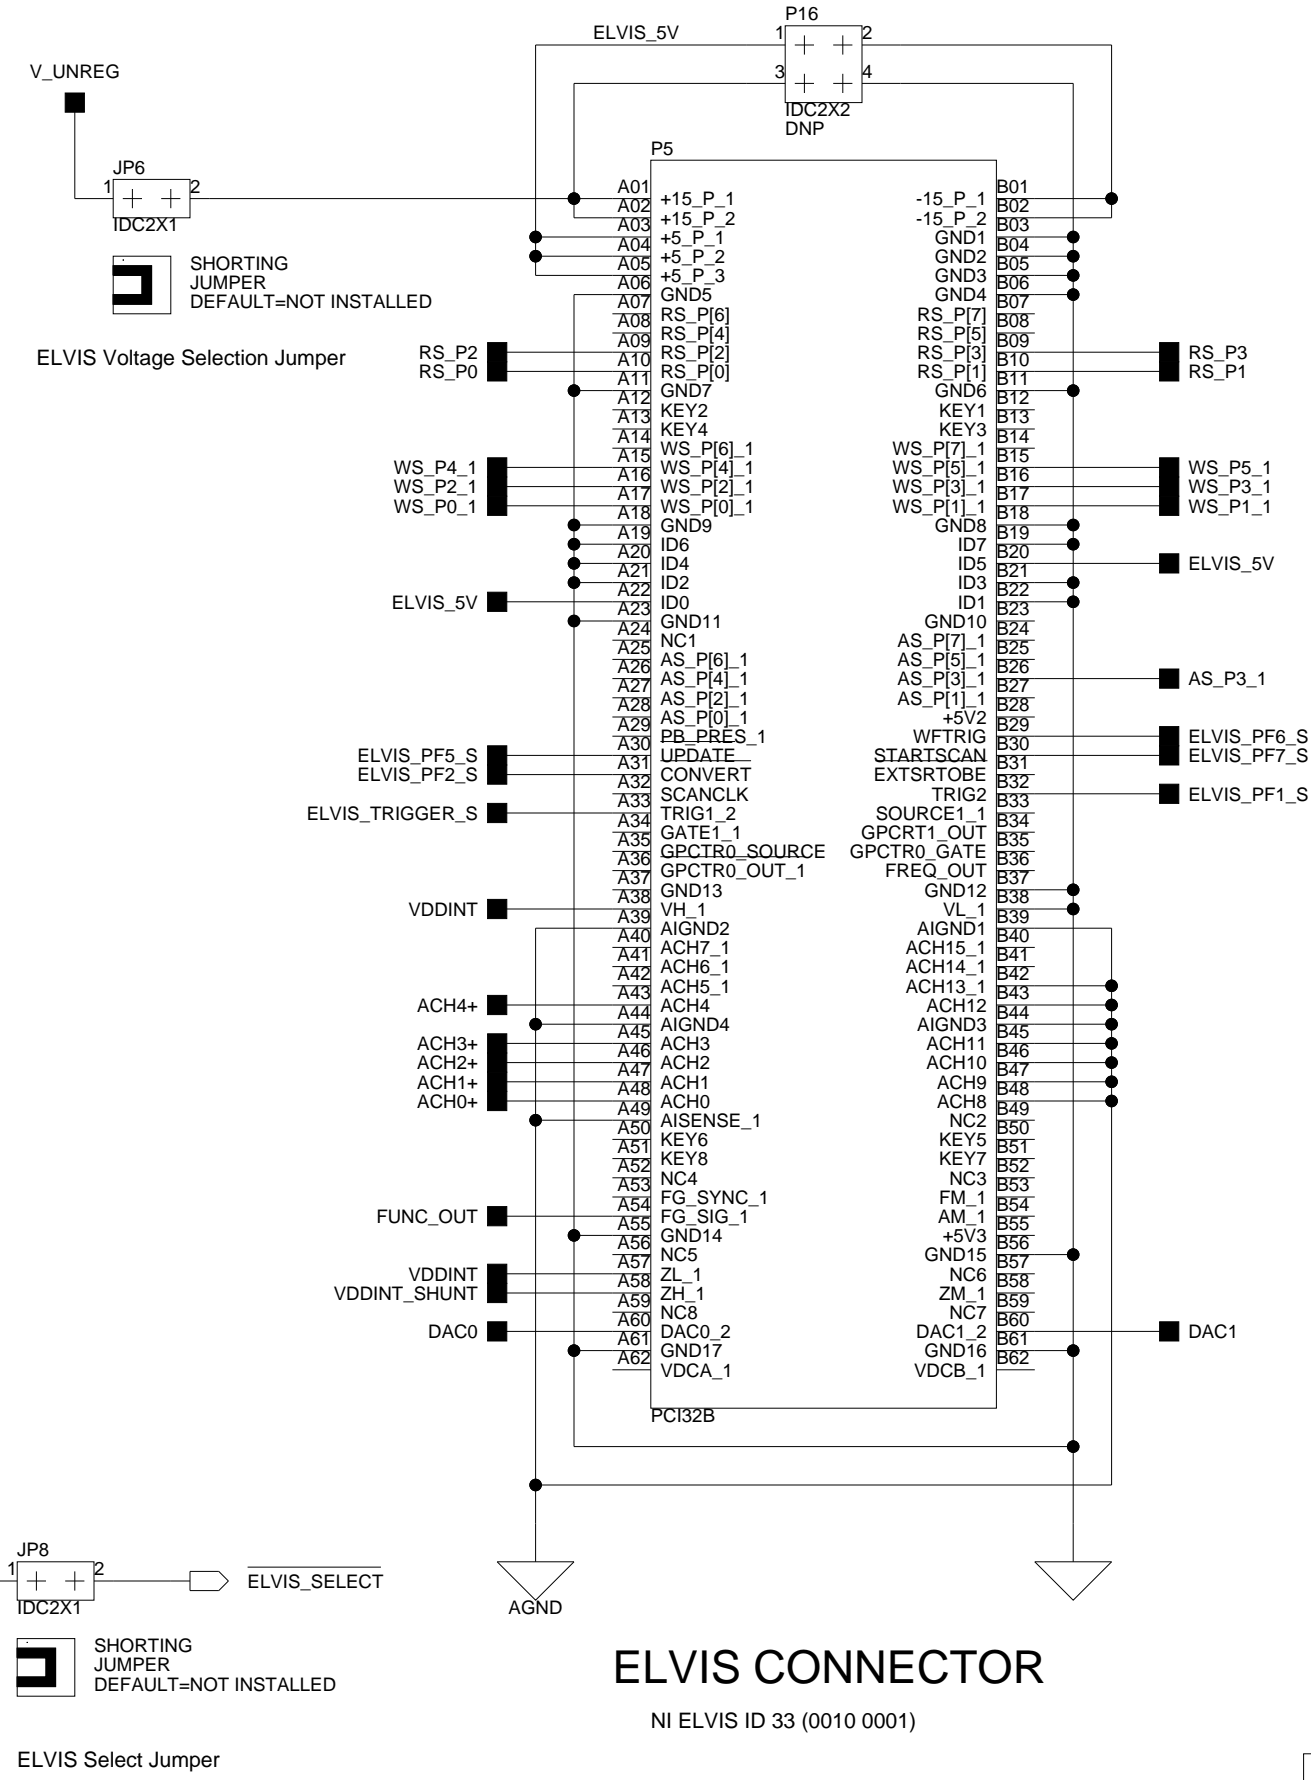 P16
ELVIS_5V
1 2
3 4
IDC2X2
DNP
V_UNREG
JP6
1 2
IDC2X1
SHORTING
JUMPER
DEFAULT=NOT INSTALLED
ELVIS Voltage Selection Jumper
P5
A01 +15_P_1 -15_P_1 B01
A02 +15_P_2 -15_P_2 B02
A03 +5_P_1 GND1 B03
A04 +5_P_2 GND2 B04
A05 +5_P_3 GND3 B05
A06 GND5 GND4 B06
A07 RS_P[6] RS_P[7] B07
A08 RS_P[4] RS_P[5] B08
RS_P2 A09 RS_P[2] RS_P[3] B09 RS_P3
RS_P0 A10 RS_P[0] RS_P[1] B10 RS_P1
A11 GND7 GND6 B11
A12 KEY2 KEY1 B12
A13 KEY4 KEY3 B13
A14 WS_P[6]_1 WS_P[7]_1 B14
WS_P4_1 A15 WS_P[4]_1 WS_P[5]_1 B15 WS_P5_1
WS_P2_1 A16 WS_P[2]_1 WS_P[3]_1 B16 WS_P3_1
WS_P0_1 A17 WS_P[0]_1 WS_P[1]_1 B17 WS_P1_1
A18 GND9 GND8 B18
A19 ID6 ID7 B19
A20 ID4 ID5 B20 ELVIS_5V
A21 ID2 ID3 B21
ELVIS_5V A22 ID0 ID1 B22
A23 GND11 GND10 B23
A24 NC1 AS_P[7]_1 B24
A25 AS_P[6]_1 AS_P[5]_1 B25
A26 AS_P[4]_1 AS_P[3]_1 B26 AS_P3_1
A27 AS_P[2]_1 AS_P[1]_1 B27
A28 AS_P[0]_1 +5V2 B28
A29 PB_PRES_1 WFTRIG B29 ELVIS_PF6_S
ELVIS_PF5_S A30 UPDATE STARTSCAN B30 ELVIS_PF7_S
ELVIS_PF2_S A31 CONVERT EXTSRTOBE B31
A32 SCANCLK TRIG2 B32 ELVIS_PF1_S
ELVIS_TRIGGER_S A33 TRIG1_2 SOURCE1_1 B33
A34 GATE1_1 GPCRT1_OUT B34
A35 GPCTR0_SOURCE GPCTR0_GATE B35
A36 GPCTR0_OUT_1 FREQ_OUT B36
A37 GND13 GND12 B37
VDDINT A38 VH_1 VL_1 B38
A39 AIGND2 AIGND1 B39
A40 ACH7_1 ACH15_1 B40
A41 ACH6_1 ACH14_1 B41
A42 ACH5_1 ACH13_1 B42
ACH4+ A43 ACH4 ACH12 B43
A44 AIGND4 AIGND3 B44
ACH3+ A45 ACH3 ACH11 B45
ACH2+ A46 ACH2 ACH10 B46
ACH1+ A47 ACH1 ACH9 B47
ACH0+ A48 ACH0 ACH8 B48
A49 AISENSE_1 NC2 B49
A50 KEY6 KEY5 B50
A51 KEY8 KEY7 B51
A52 NC4 NC3 B52
A53 FG_SYNC_1 FM_1 B53
FUNC_OUT A54 FG_SIG_1 AM_1 B54
A55 GND14 +5V3 B55
A56 NC5 GND15 B56
VDDINT A57 ZL_1 NC6 B57
VDDINT_SHUNT A58 ZH_1 ZM_1 B58
A59 NC8 NC7 B59
DAC0 A60 DAC0_2 DAC1_2 B60 DAC1
A61 GND17 GND16 B61
A62 VDCA_1 VDCB_1 B62
PCI32B
JP8
1 2
ELVIS_SELECT
IDC2X1
AGND
SHORTING
JUMPER
DEFAULT=NOT INSTALLED
ELVIS CONNECTOR
NI ELVIS ID 33 (0010 0001)
ELVIS Select Jumper